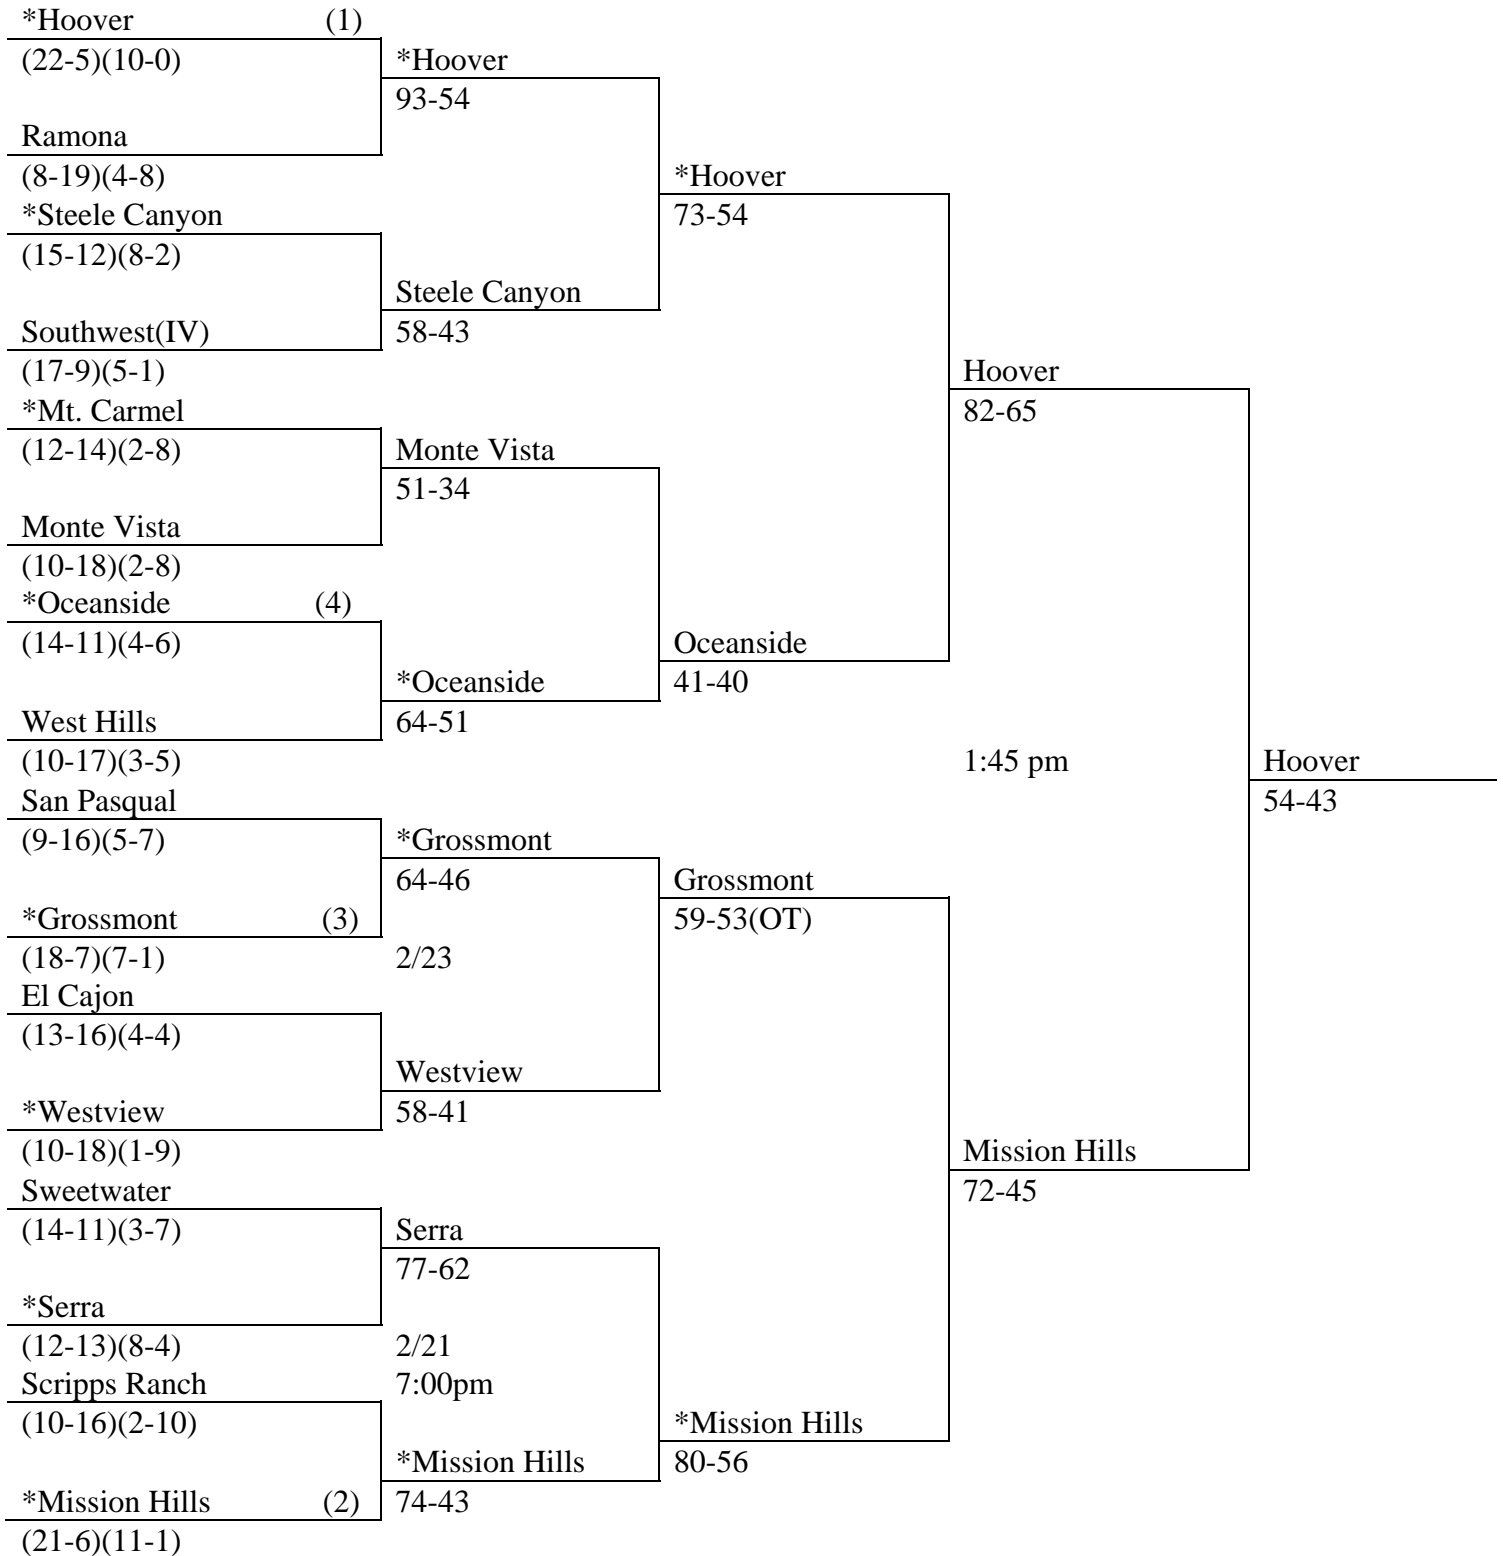 *Hoover (1)
(22-5)(10-0) *Hoover
93-54
Ramona
(8-19)(4-8) *Hoover
*Steele Canyon 73-54
(15-12)(8-2)
Steele Canyon
Southwest(IV) 58-43
(17-9)(5-1) Hoover
*Mt. Carmel 82-65
(12-14)(2-8) Monte Vista
51-34
Monte Vista
(10-18)(2-8)
*Oceanside (4)
(14-11)(4-6) Oceanside
*Oceanside 41-40
West Hills 64-51
(10-17)(3-5) 1:45 pm Hoover
San Pasqual 54-43
(9-16)(5-7) *Grossmont
64-46 Grossmont
*Grossmont (3) 59-53(OT)
(18-7)(7-1) 2/23
El Cajon
(13-16)(4-4)
Westview
*Westview 58-41
(10-18)(1-9) Mission Hills
Sweetwater 72-45
(14-11)(3-7) Serra
77-62
*Serra
(12-13)(8-4) 2/21
Scripps Ranch 7:00pm
(10-16)(2-10) *Mission Hills
*Mission Hills 80-56
*Mission Hills (2) 74-43
(21-6)(11-1)